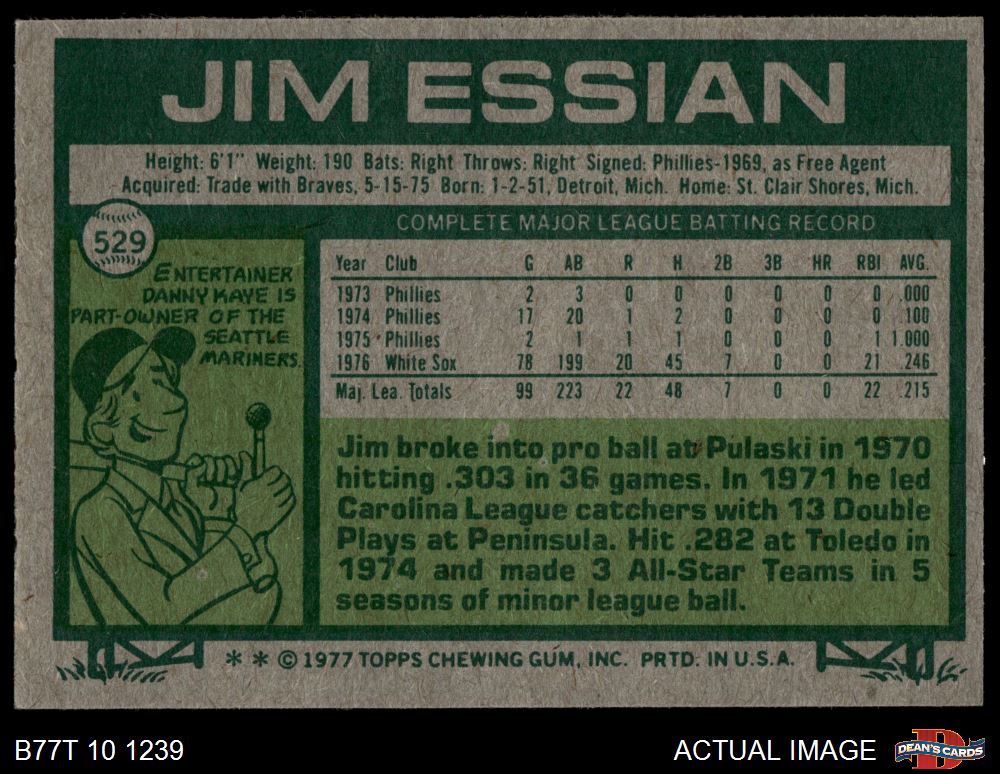 JIM ESSIAN
Height: 6'1" Weight: 190 Bats: Right Throws: Right Signed: Phillies-1969, as Free Agent
Acquired: Trade with Braves, 5-15-75 Born: 1-2-51, Detroit, Mich. Home: St. Clair Shores, Mich.
529
ENTERTAINER
DANNY KAYE IS
PART-OWNER OF THE
SEATTLE
MARINERS.
COMPLETE MAJOR LEAGUE BATTING RECORD
Year Club G AB R H 2B 3B HR RBI AVG.
1973 Phillies 2 3 0 0 0 0 0 0 .000
1974 Phillies 17 20 1 2 0 0 0 0 .100
1975 Phillies 2 1 1 1 0 0 0 1 1.000
1976 White Sox 78 199 20 45 7 0 0 21 .246
Maj. Lea. Totals 99 223 22 48 7 0 0 22 .215
Jim broke into pro ball at Pulaski in 1970
hitting .303 in 36 games. In 1971 he led
Carolina League catchers with 13 Double
Plays at Peninsula. Hit .282 at Toledo in
1974 and made 3 All-Star Teams in 5
seasons of minor league ball.
* * © 1977 TOPPS CHEWING GUM, INC. PRTD. IN U.S.A.
B77T 10 1239
ACTUAL IMAGE
D
DEAN'S CARDS